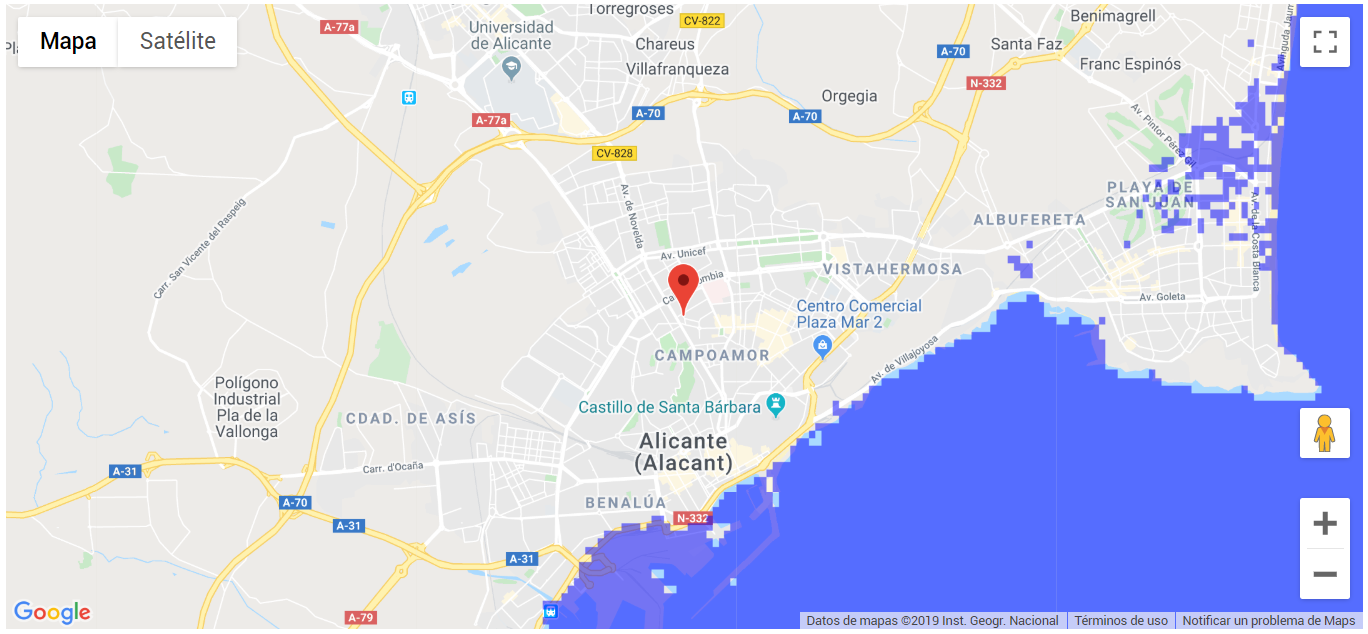 Mapa
Satélite
Torregroses
CV-822
Benimagrell
A-77a
Universidad
de Alicante
Chareus
A-70
Santa Faz
Villafranqueza
Franc Espinós
N-332
Orgegia
A-77a
A-70
A-70
Av. Pintor Pérez Gil
CV-828
Av. de Novelda
PLAYA DE
SAN JUAN
Carr. San Vicente del Raspeig
ALBUFERETA
Av. de la Costa Blanca
Av. Unicef
VISTAHERMOSA
Av. Goleta
Centro Comercial
Plaza Mar 2
CAMPOAMOR
Av. de Villajoyosa
Polígono
Industrial
Pla de la
Vallonga
CDAD. DE ASÍS
Castillo de Santa Bárbara
Alicante
(Alacant)
A-31
Carr. d'Ocaña
A-70
BENALÚA
N-332
A-31
A-31
A-79
Google
Datos de mapas ©2019 Inst. Geogr. Nacional
Términos de uso
Notificar un problema de Maps